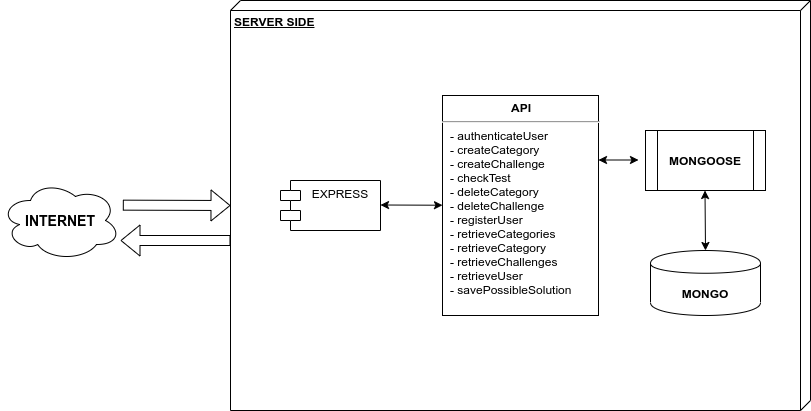 SERVER SIDE
INTERNET
EXPRESS
API
- authenticateUser
- createCategory
- createChallenge
- checkTest
- deleteCategory
- deleteChallenge
- registerUser
- retrieveCategories
- retrieveCategory
- retrieveChallenges
- retrieveUser
- savePossibleSolution
MONGOOSE
MONGO